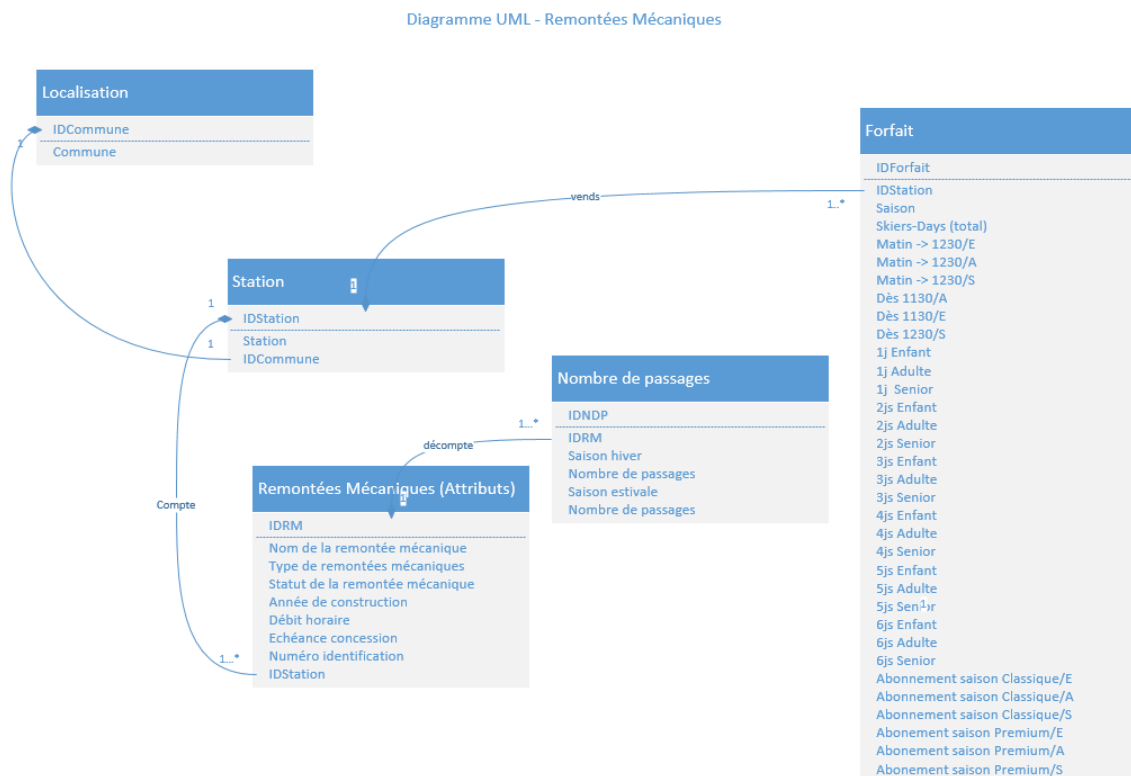 Diagramme UML - Remontées Mécaniques
Localisation
IDCommune
1
Commune
Forfait
IDForfait
IDStation
Saison
Skiers-Days (total)
Matin -> 1230/E
Matin -> 1230/A
Matin -> 1230/S
Dès 1130/A
Dès 1130/E
Dès 1230/S
1j Enfant
1j Adulte
1j Senior
2js Enfant
2js Adulte
2js Senior
3js Enfant
3js Adulte
3js Senior
4js Enfant
4js Adulte
4js Senior
5js Enfant
5js Adulte
5js Senior
1
6js Enfant
6js Adulte
6js Senior
Abonnement saison Classique/E
Abonnement saison Classique/A
Abonnement saison Classique/S
Abonement saison Premium/E
Abonement saison Premium/A
Abonement saison Premium/S
vends
1..*
Station
1
1
IDStation
Station
1
IDCommune
Nombre de passages
IDNDP
1...*
IDRM
Saison hiver
Nombre de passages
Saison estivale
Nombre de passages
décompte
Remontées Mécaniques (Attributs)
1
IDRM
Nom de la remontée mécanique
Type de remontées mécaniques
Statut de la remontée mécanique
Année de construction
Débit horaire
Echéance concession
Numéro identification
IDStation
Compte
1...*